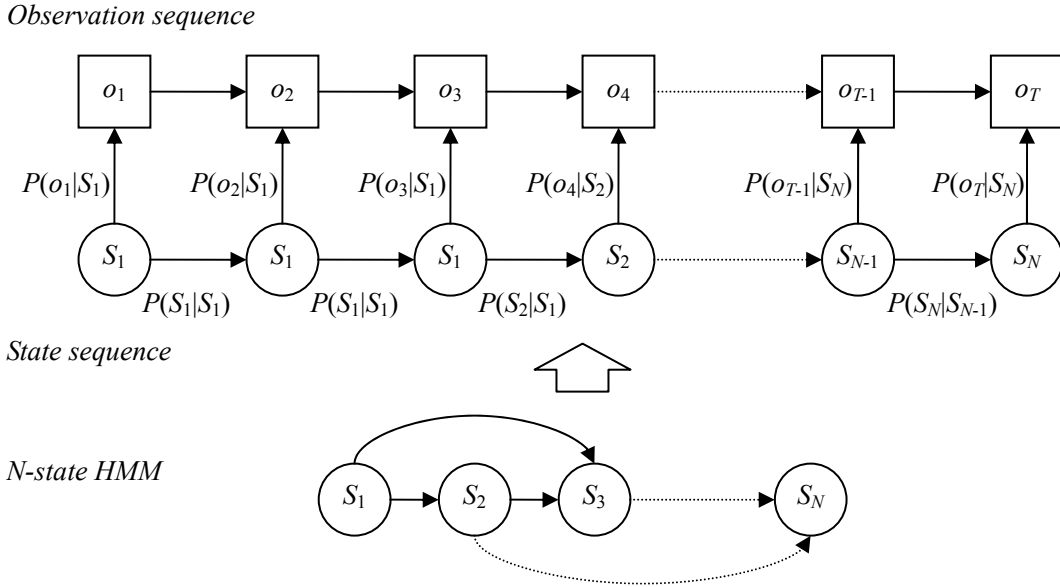 Observation sequence
o1 o2 o3 o4 oT-1 oT
P(o1|S1) P(o2|S1) P(o3|S1) P(o4|S2) P(oT-1|SN) P(oT|SN)
S1 S1 S1 S2 SN-1 SN
P(S1|S1) P(S1|S1) P(S2|S1) P(SN|SN-1)
State sequence
N-state HMM
S1 S2 S3 SN